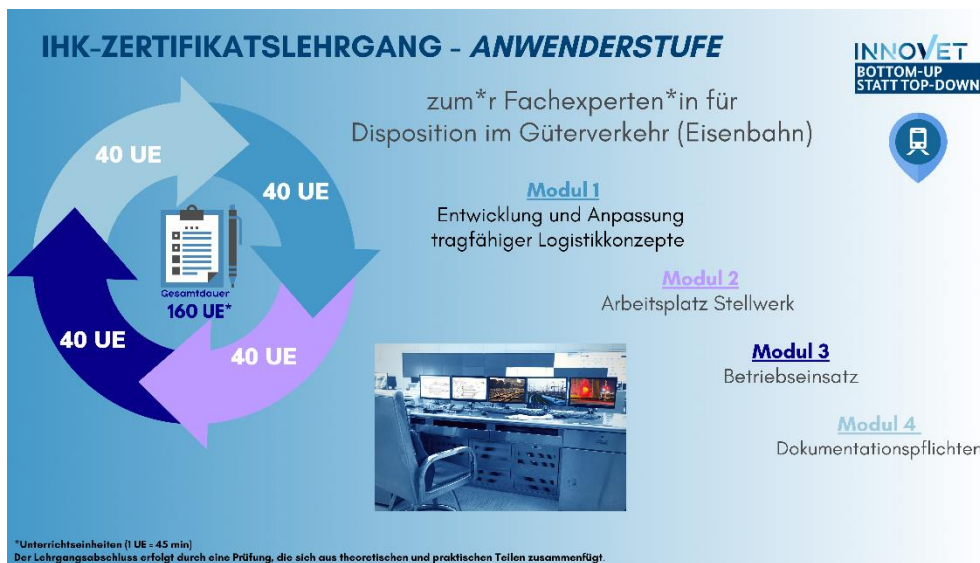 IHK-ZERTIFIKATSLEHRGANG - ANWENDERSTUFE
INNOVET
BOTTOM-UP
STATT TOP-DOWN
zum*r Fachexperten*in für
Disposition im Güterverkehr (Eisenbahn)
40 UE
40 UE
40 UE
40 UE
Gesamtdauer
160 UE*
Modul 1
Entwicklung und Anpassung
tragfähiger Logistikkonzepte
Modul 2
Arbeitsplatz Stellwerk
Modul 3
Betriebseinsatz
Modul 4
Dokumentationspflichten
*Unterrichtseinheiten (1 UE = 45 min)
Der Lehrgangsabschluss erfolgt durch eine Prüfung, die sich aus theoretischen und praktischen Teilen zusammenfügt.